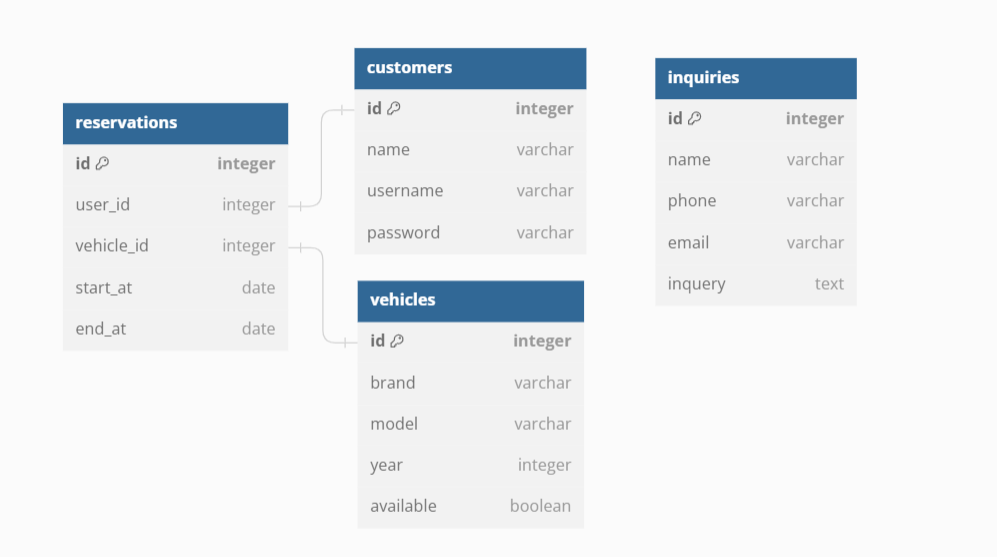 reservations
id integer
user_id integer
vehicle_id integer
start_at date
end_at date
customers
id integer
name varchar
username varchar
password varchar
vehicles
id integer
brand varchar
model varchar
year integer
available boolean
inquiries
id integer
name varchar
phone varchar
email varchar
inquery text